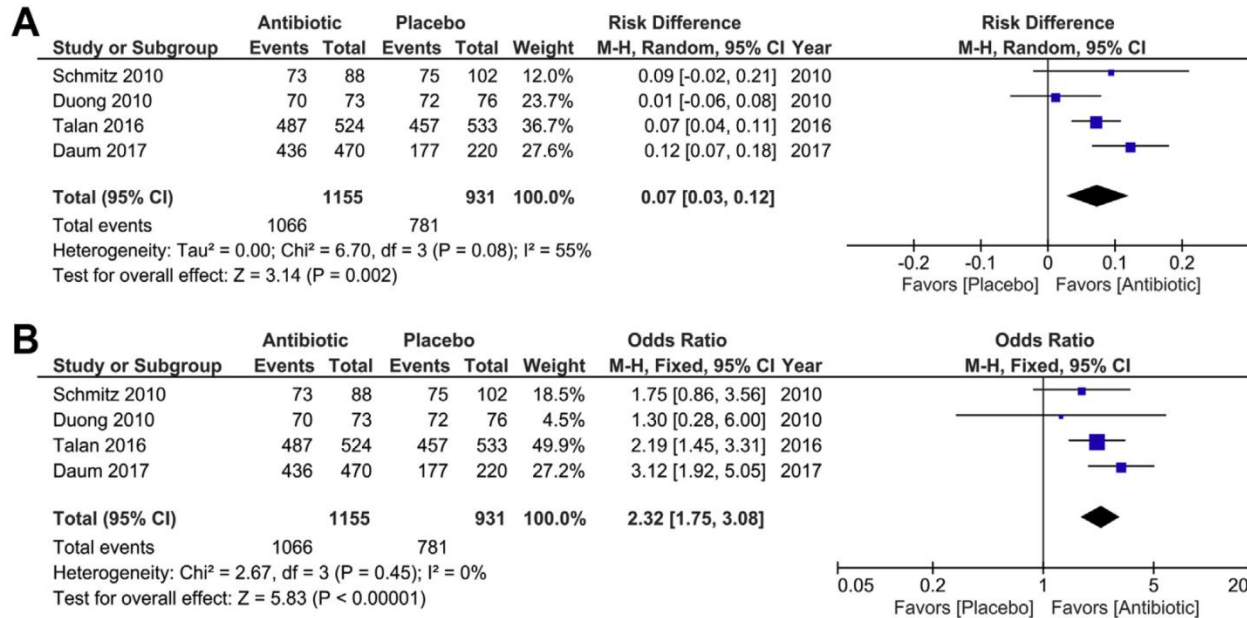 A
Antibiotic Placebo Risk Difference Risk Difference
Study or Subgroup Events Total Events Total Weight M-H, Random, 95% CI Year M-H, Random, 95% CI
Schmitz 2010 73 88 75 102 12.0% 0.09 [-0.02, 0.21] 2010
Duong 2010 70 73 72 76 23.7% 0.01 [-0.06, 0.08] 2010
Talan 2016 487 524 457 533 36.7% 0.07 [0.04, 0.11] 2016
Daum 2017 436 470 177 220 27.6% 0.12 [0.07, 0.18] 2017
Total (95% CI) 1155 931 100.0% 0.07 [0.03, 0.12]
Total events 1066 781
Heterogeneity: Tau² = 0.00; Chi² = 6.70, df = 3 (P = 0.08); I² = 55%
Test for overall effect: Z = 3.14 (P = 0.002)
-0.2 -0.1 0 0.1 0.2
Favors [Placebo] Favors [Antibiotic]
B
Antibiotic Placebo Odds Ratio Odds Ratio
Study or Subgroup Events Total Events Total Weight M-H, Fixed, 95% CI Year M-H, Fixed, 95% CI
Schmitz 2010 73 88 75 102 18.5% 1.75 [0.86, 3.56] 2010
Duong 2010 70 73 72 76 4.5% 1.30 [0.28, 6.00] 2010
Talan 2016 487 524 457 533 49.9% 2.19 [1.45, 3.31] 2016
Daum 2017 436 470 177 220 27.2% 3.12 [1.92, 5.05] 2017
Total (95% CI) 1155 931 100.0% 2.32 [1.75, 3.08]
Total events 1066 781
Heterogeneity: Chi² = 2.67, df = 3 (P = 0.45); I² = 0%
Test for overall effect: Z = 5.83 (P < 0.00001)
0.05 0.2 1 5 20
Favors [Placebo] Favors [Antibiotic]